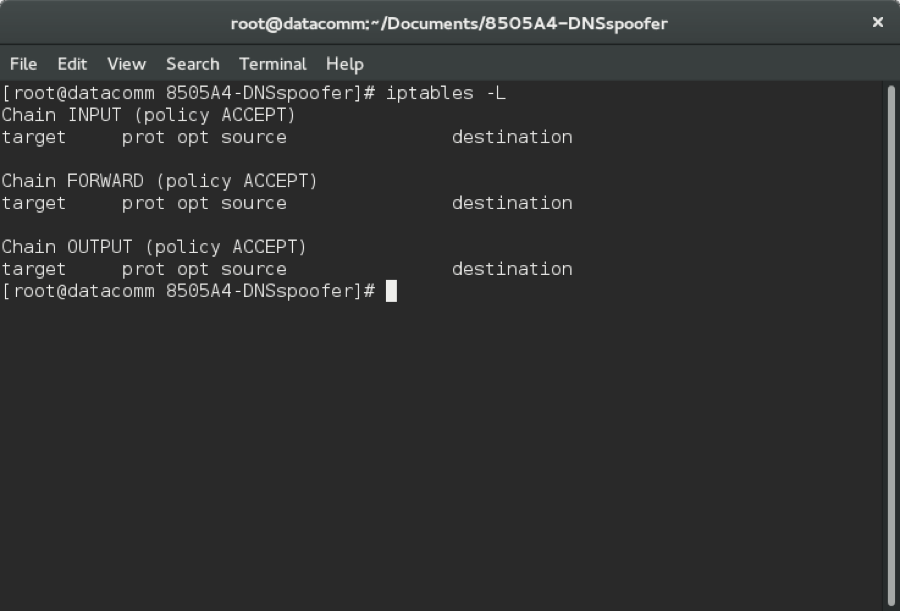 root@datacomm:~/Documents/8505A4-DNSspoofer ×
File Edit View Search Terminal Help
[root@datacomm 8505A4-DNSspoofer]# iptables -L
Chain INPUT (policy ACCEPT)
target     prot opt source               destination

Chain FORWARD (policy ACCEPT)
target     prot opt source               destination

Chain OUTPUT (policy ACCEPT)
target     prot opt source               destination
[root@datacomm 8505A4-DNSspoofer]#